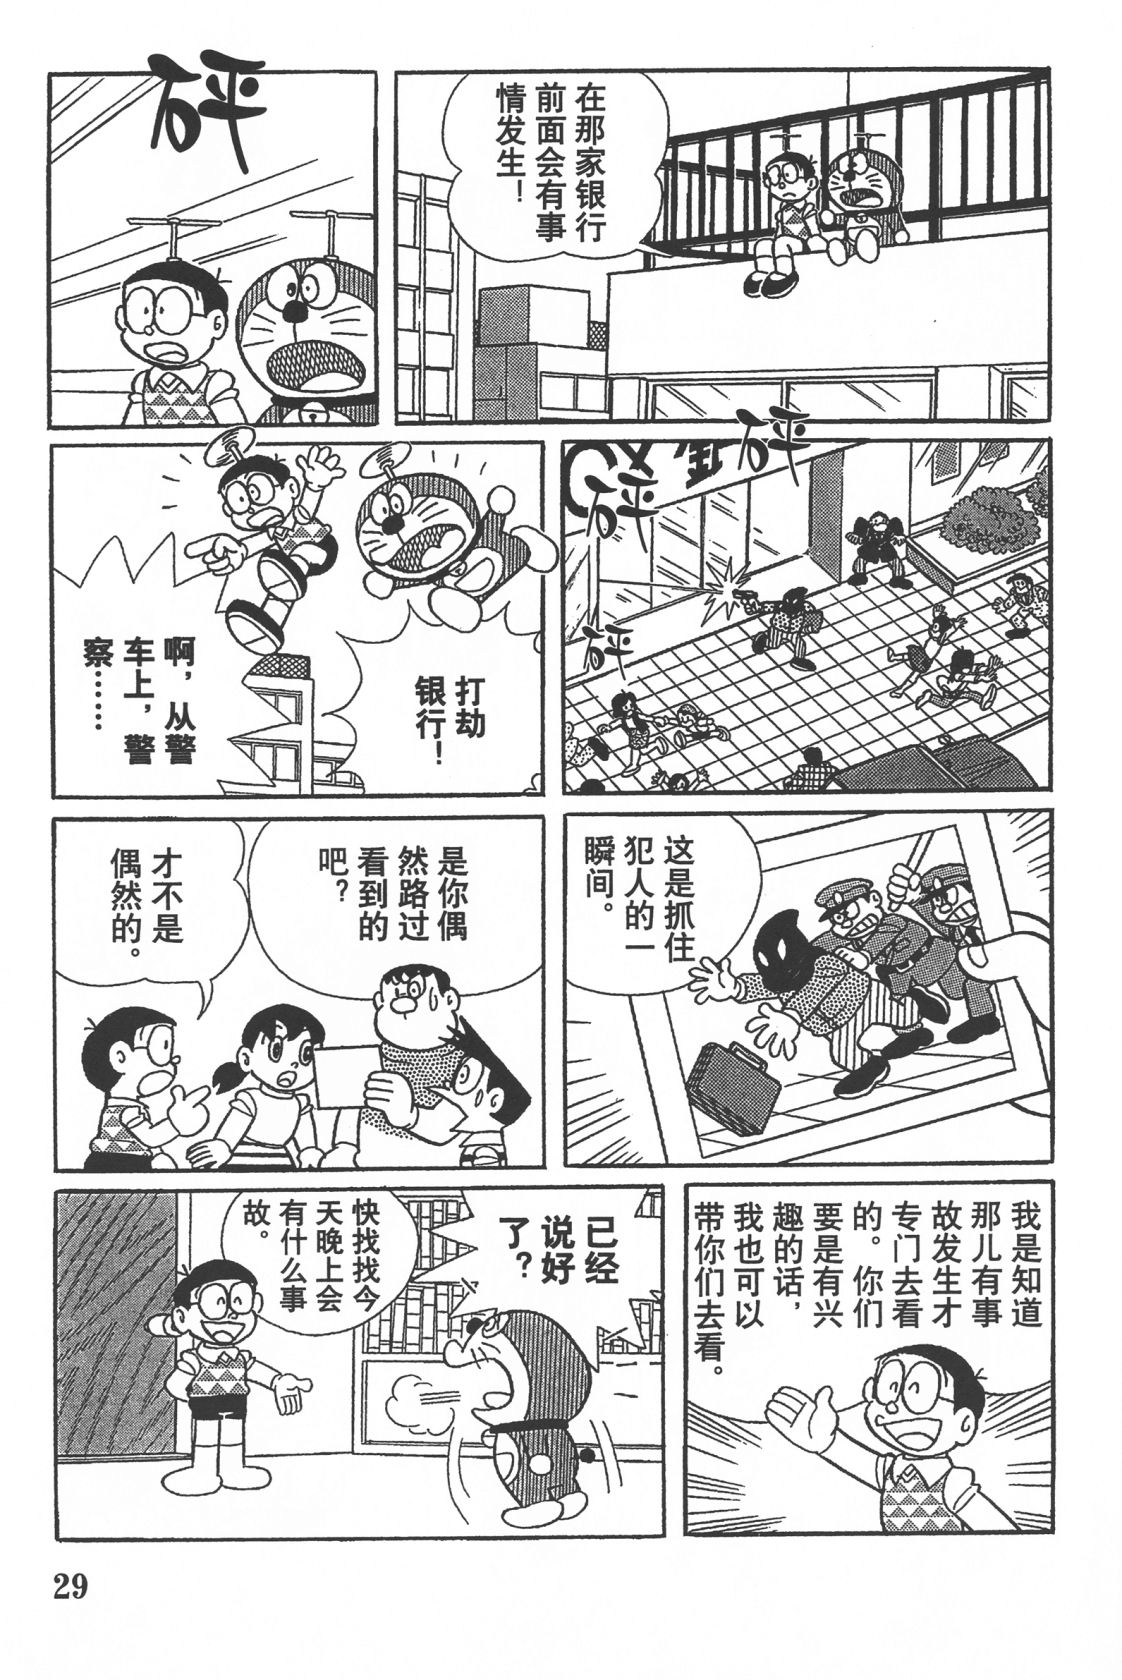 在那家银行
前面会有事
情发生！
砰
砰
砰
砰
打劫
银行！
啊，从警
车上，警
察……
这是抓住
犯人的一
瞬间。
是你偶
然路过
看到的
吧？
才不是
偶然的。
我是知道
那儿有事
故发生才
专门去看
的。你们
要是有兴
趣的话，
我也可以
带你们去看。
已经
说好
了？
快找找今
天晚上会
有什么事
故。
29